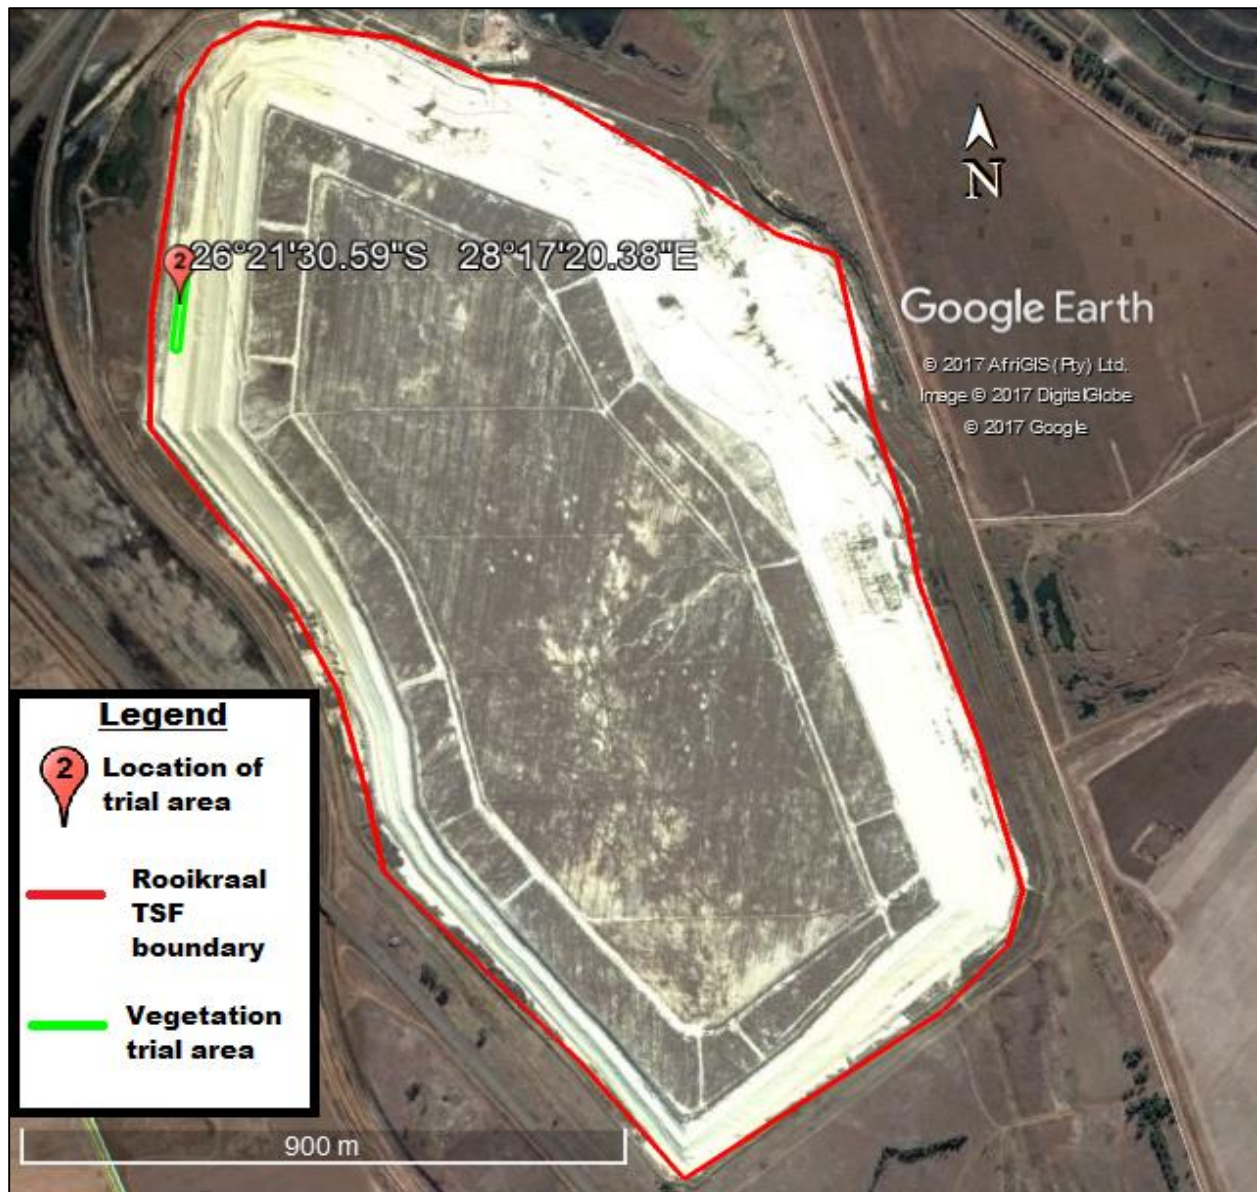 N
2 26°21'30.59"S 28°17'20.38"E
Google Earth
© 2017 AfriGIS (Pty) Ltd.
Image © 2017 DigitalGlobe
© 2017 Google
Legend
2 Location of
trial area
Rooikraal
TSF
boundary
Vegetation
trial area
900 m